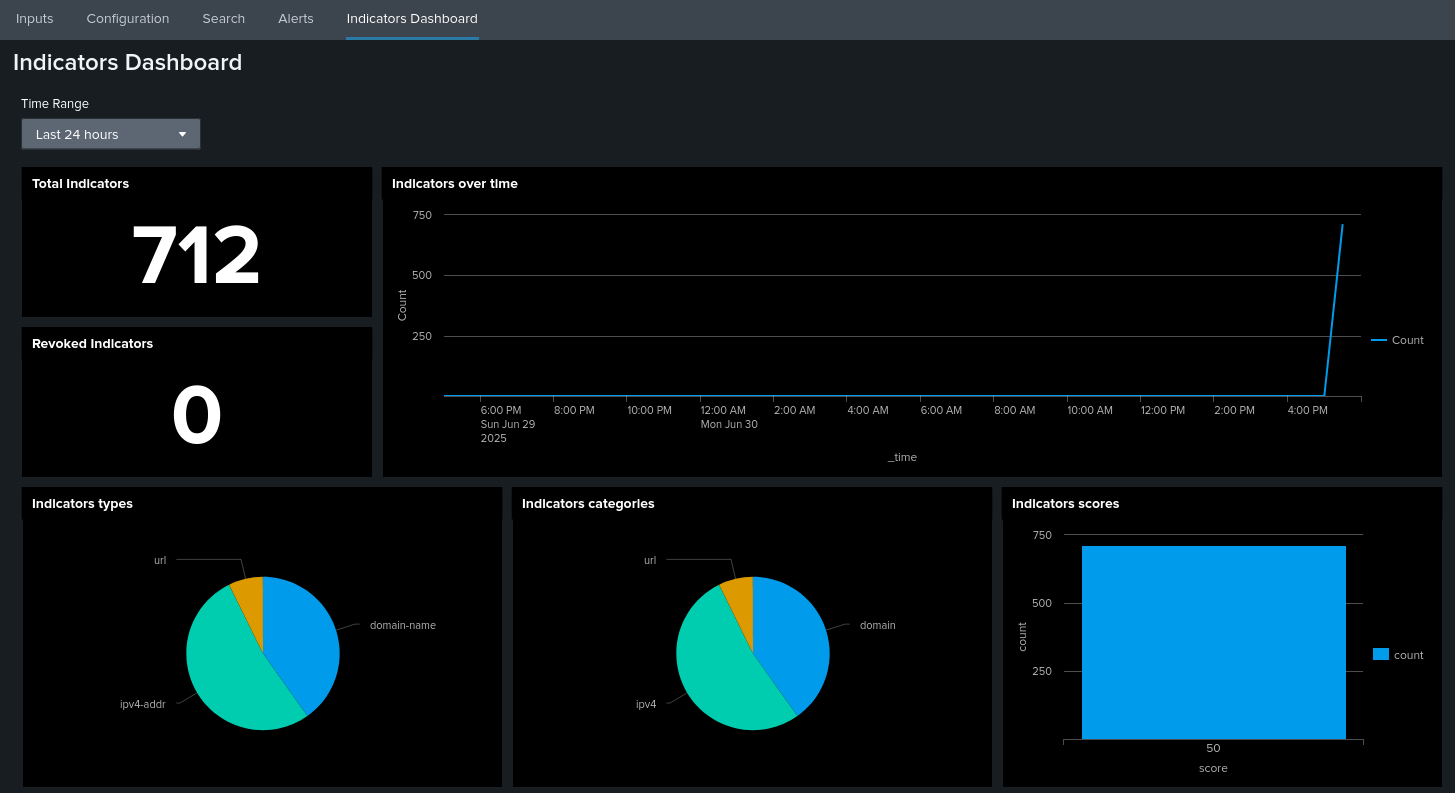 Inputs Configuration Search Alerts Indicators Dashboard
Indicators Dashboard
Time Range
Last 24 hours
Total Indicators
712
Revoked Indicators
0
Indicators over time
750
500
250
Count
6:00 PM 8:00 PM 10:00 PM 12:00 AM 2:00 AM 4:00 AM 6:00 AM 8:00 AM 10:00 AM 12:00 PM 2:00 PM 4:00 PM
Sun Jun 29 Mon Jun 30
2025
_time
Count
Indicators types
url
domain-name
ipv4-addr
Indicators categories
url
domain
ipv4
Indicators scores
750
500
250
count
50
score
count